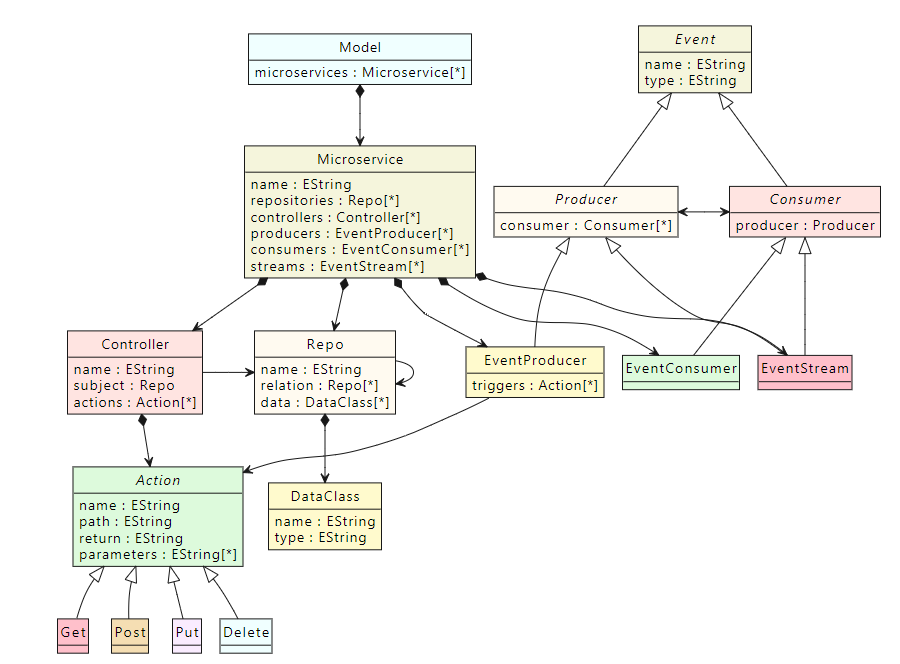 Model
microservices : Microservice[*]
Event
name : EString
type : EString
Microservice
name : EString
repositories : Repo[*]
controllers : Controller[*]
producers : EventProducer[*]
consumers : EventConsumer[*]
streams : EventStream[*]
Producer
consumer : Consumer[*]
Consumer
producer : Producer
Controller
name : EString
subject : Repo
actions : Action[*]
Repo
name : EString
relation : Repo[*]
data : DataClass[*]
EventProducer
triggers : Action[*]
EventConsumer
EventStream
Action
name : EString
path : EString
return : EString
parameters : EString[*]
DataClass
name : EString
type : EString
Get
Post
Put
Delete